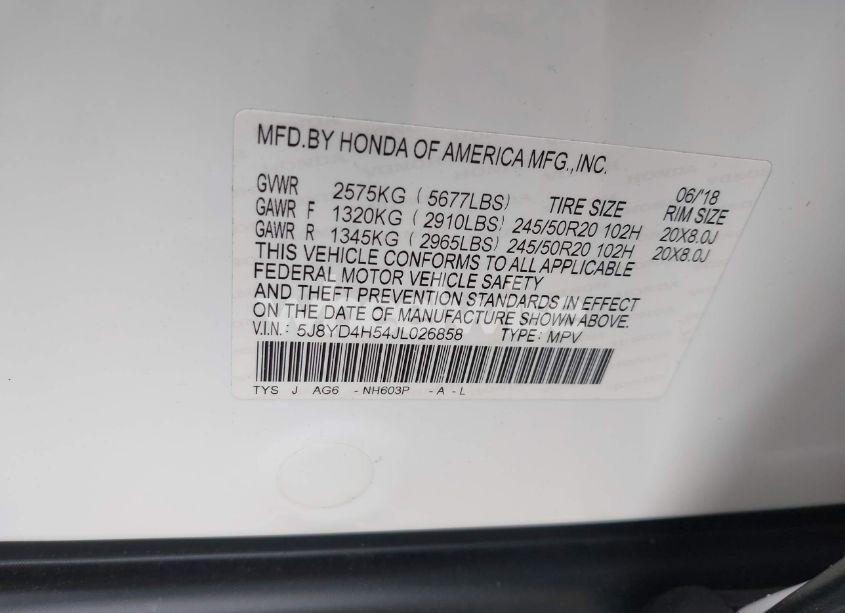 MFD.BY HONDA OF AMERICA MFG.,INC.
06/'18
GVWR 2575KG ( 5677LBS) TIRE SIZE RIM SIZE
GAWR F 1320KG ( 2910LBS) 245/50R20 102H 20X8.0J
GAWR R 1345KG ( 2965LBS) 245/50R20 102H 20X8.0J
THIS VEHICLE CONFORMS TO ALL APPLICABLE
FEDERAL MOTOR VEHICLE SAFETY
AND THEFT PREVENTION STANDARDS IN EFFECT
ON THE DATE OF MANUFACTURE SHOWN ABOVE.
V.I.N.: 5J8YD4H54JL026858 TYPE: MPV
TYS J AG6 - NH603P - A - L